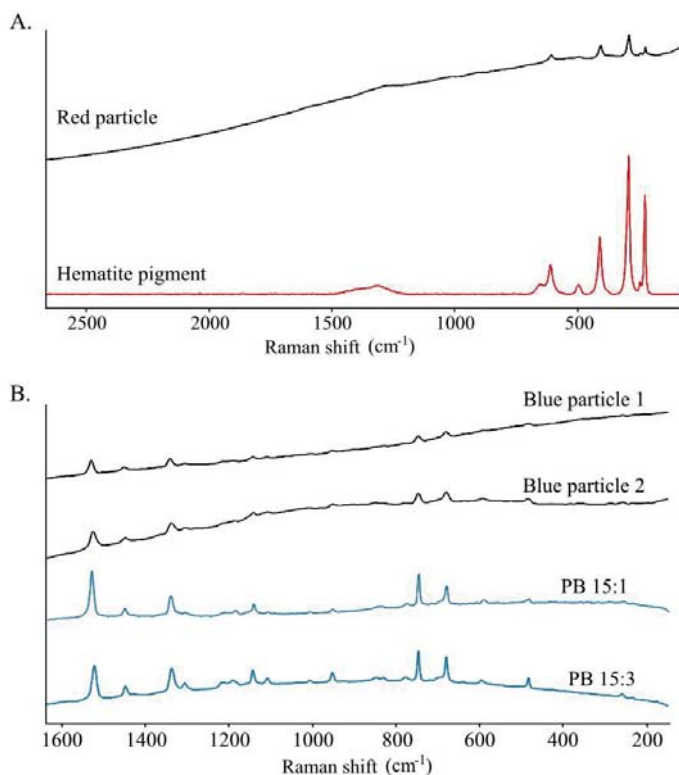 A.
Red particle
Hematite pigment
2500 2000 1500 1000 500
Raman shift (cm⁻¹)
B.
Blue particle 1
Blue particle 2
PB 15:1
PB 15:3
1600 1400 1200 1000 800 600 400 200
Raman shift (cm⁻¹)